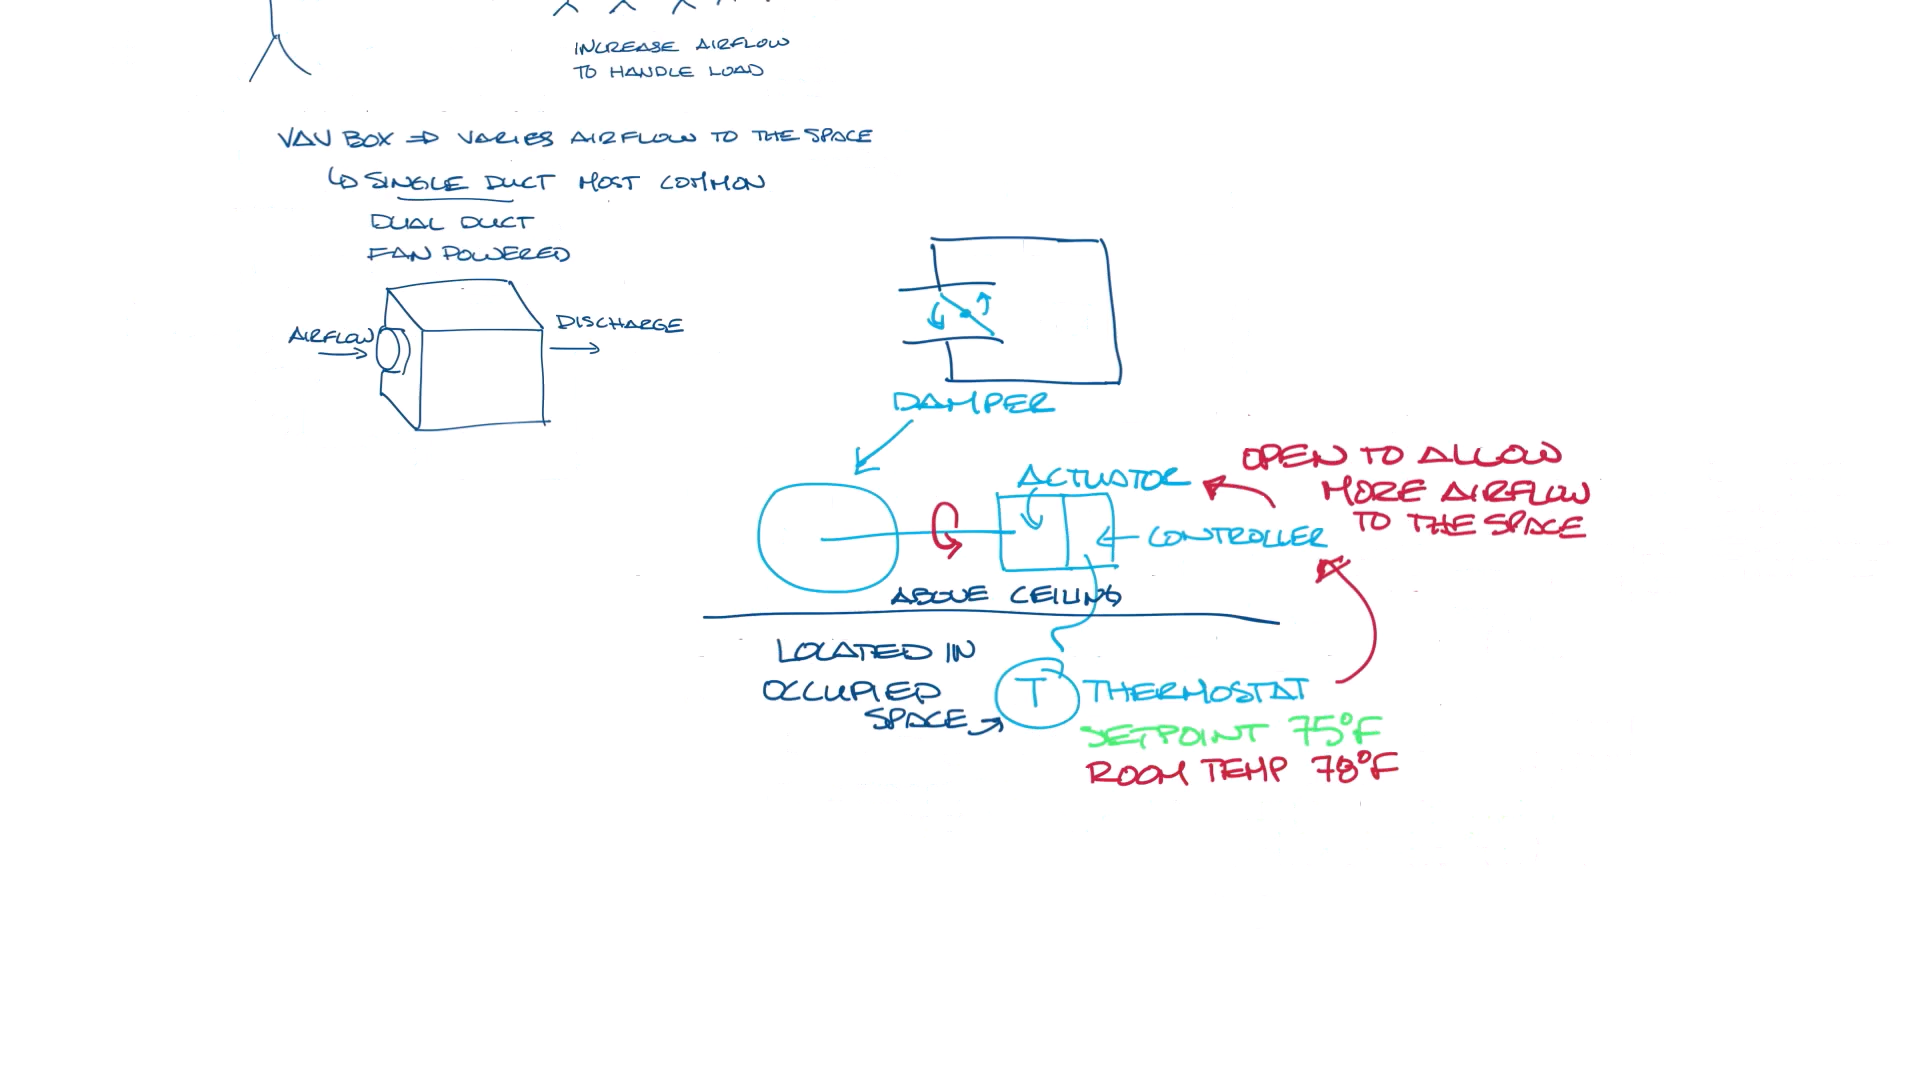 INCREASE AIRFLOW
TO HANDLE LOAD
VAV BOX ⇒ VARIES AIRFLOW TO THE SPACE
↳ SINGLE DUCT MOST COMMON
DUAL DUCT
FAN POWERED
AIRFLOW
DISCHARGE
DAMPER
ACTUATOR
OPEN TO ALLOW
MORE AIRFLOW
TO THE SPACE
CONTROLLER
ABOVE CEILING
LOCATED IN
OCCUPIED
SPACE
T
THERMOSTAT
SETPOINT 75°F
ROOM TEMP 78°F